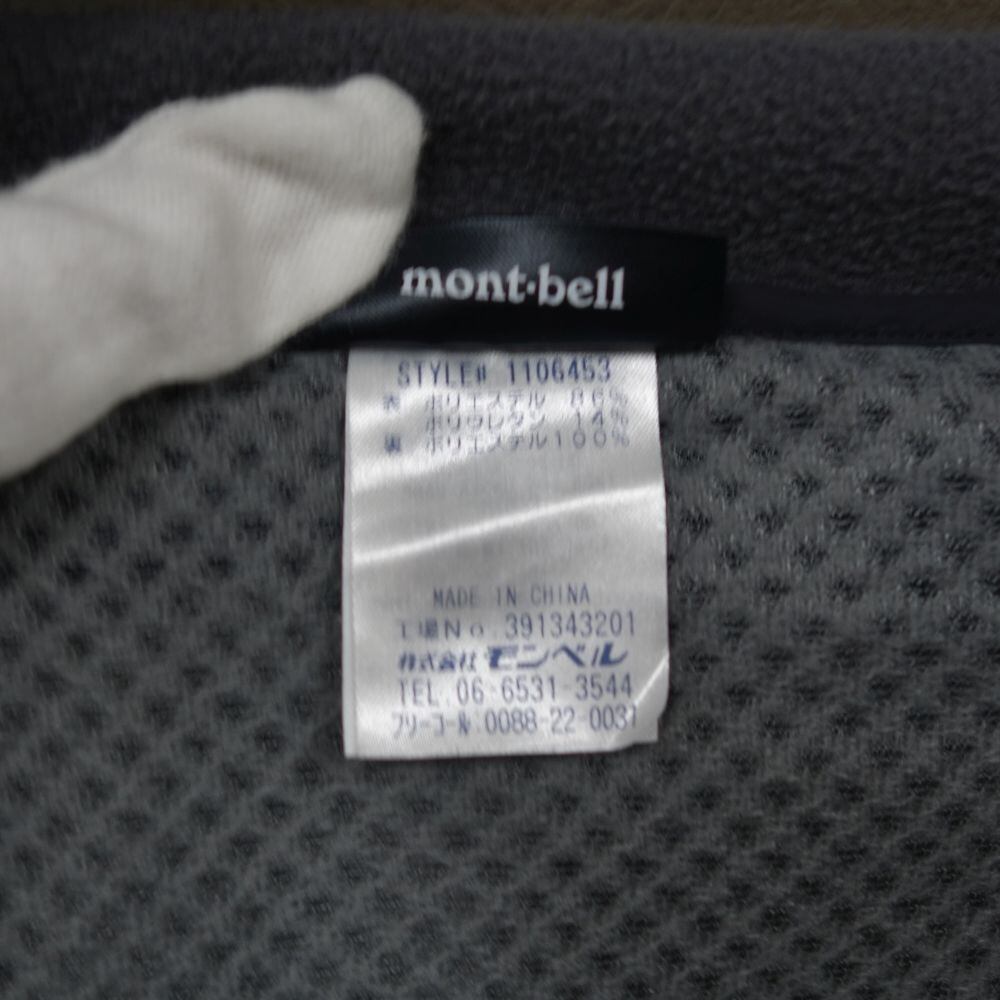 mont·bell
STYLE# 1106453
表 ポリエステル 86%
ポリウレタン 14%
裏 ポリエステル100%
MADE IN CHINA
工場No.391343201
株式会社モンベル
TEL.06-6531-3544
フリーコール:0088-22-0031